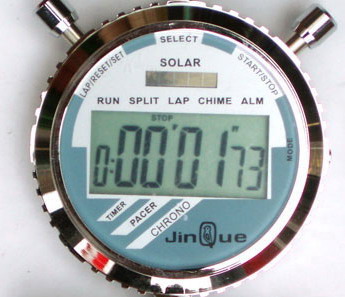 SELECT
LAP/RESET/SET
START/STOP
SOLAR
RUN SPLIT LAP CHIME ALM
STOP
0:00'01"73
MODE
TIMER
PACER
CHRONO
JinQue